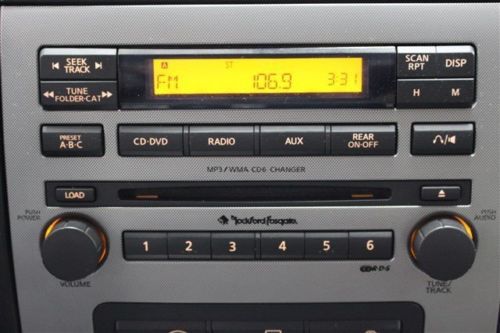 SEEK TRACK
A ST
SCAN RPT
DISP
TUNE FOLDER-CAT
FM 106.9 3:31
H M
PRESET A·B·C
CD·DVD
RADIO
AUX
REAR ON-OFF
MP3/WMA CD6 CHANGER
LOAD
PUSH POWER
Rockford Fosgate
PUSH AUDIO
1 2 3 4 5 6
R·D·S
VOLUME
TUNE/TRACK